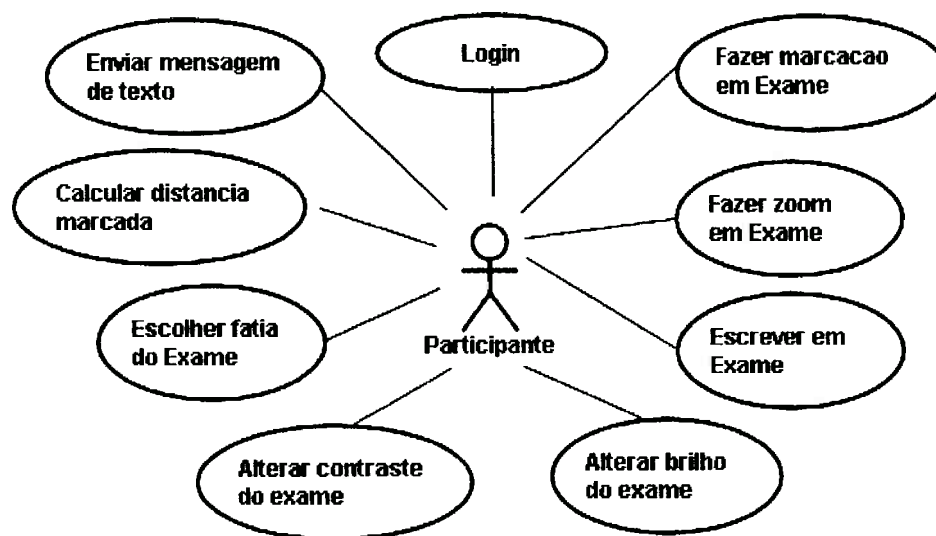 Enviar mensagem
de texto
Login
Fazer marcacao
em Exame
Calcular distancia
marcada
Fazer zoom
em Exame
Escolher fatia
do Exame
Participante
Escrever em
Exame
Alterar contraste
do exame
Alterar brilho
do exame